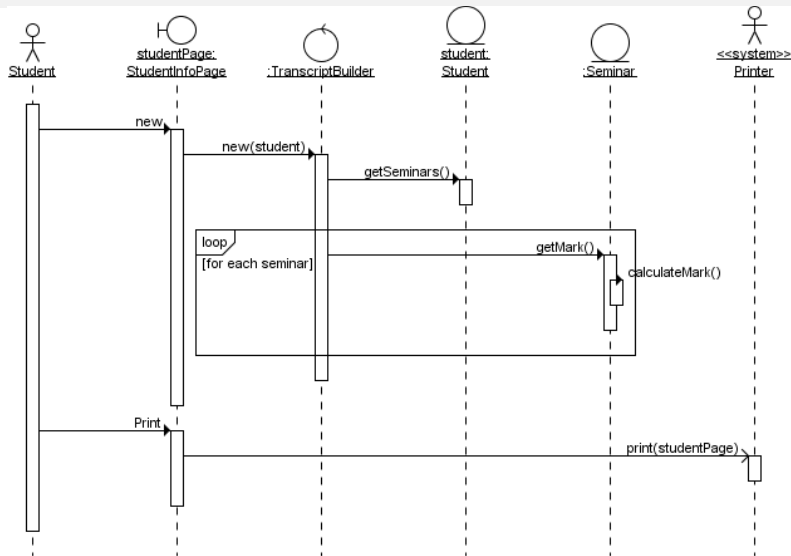 Student
studentPage:
StudentInfoPage
:TranscriptBuilder
student:
Student
:Seminar
<<system>>
Printer
new
new(student)
getSeminars()
loop
[for each seminar]
getMark()
calculateMark()
Print
print(studentPage)